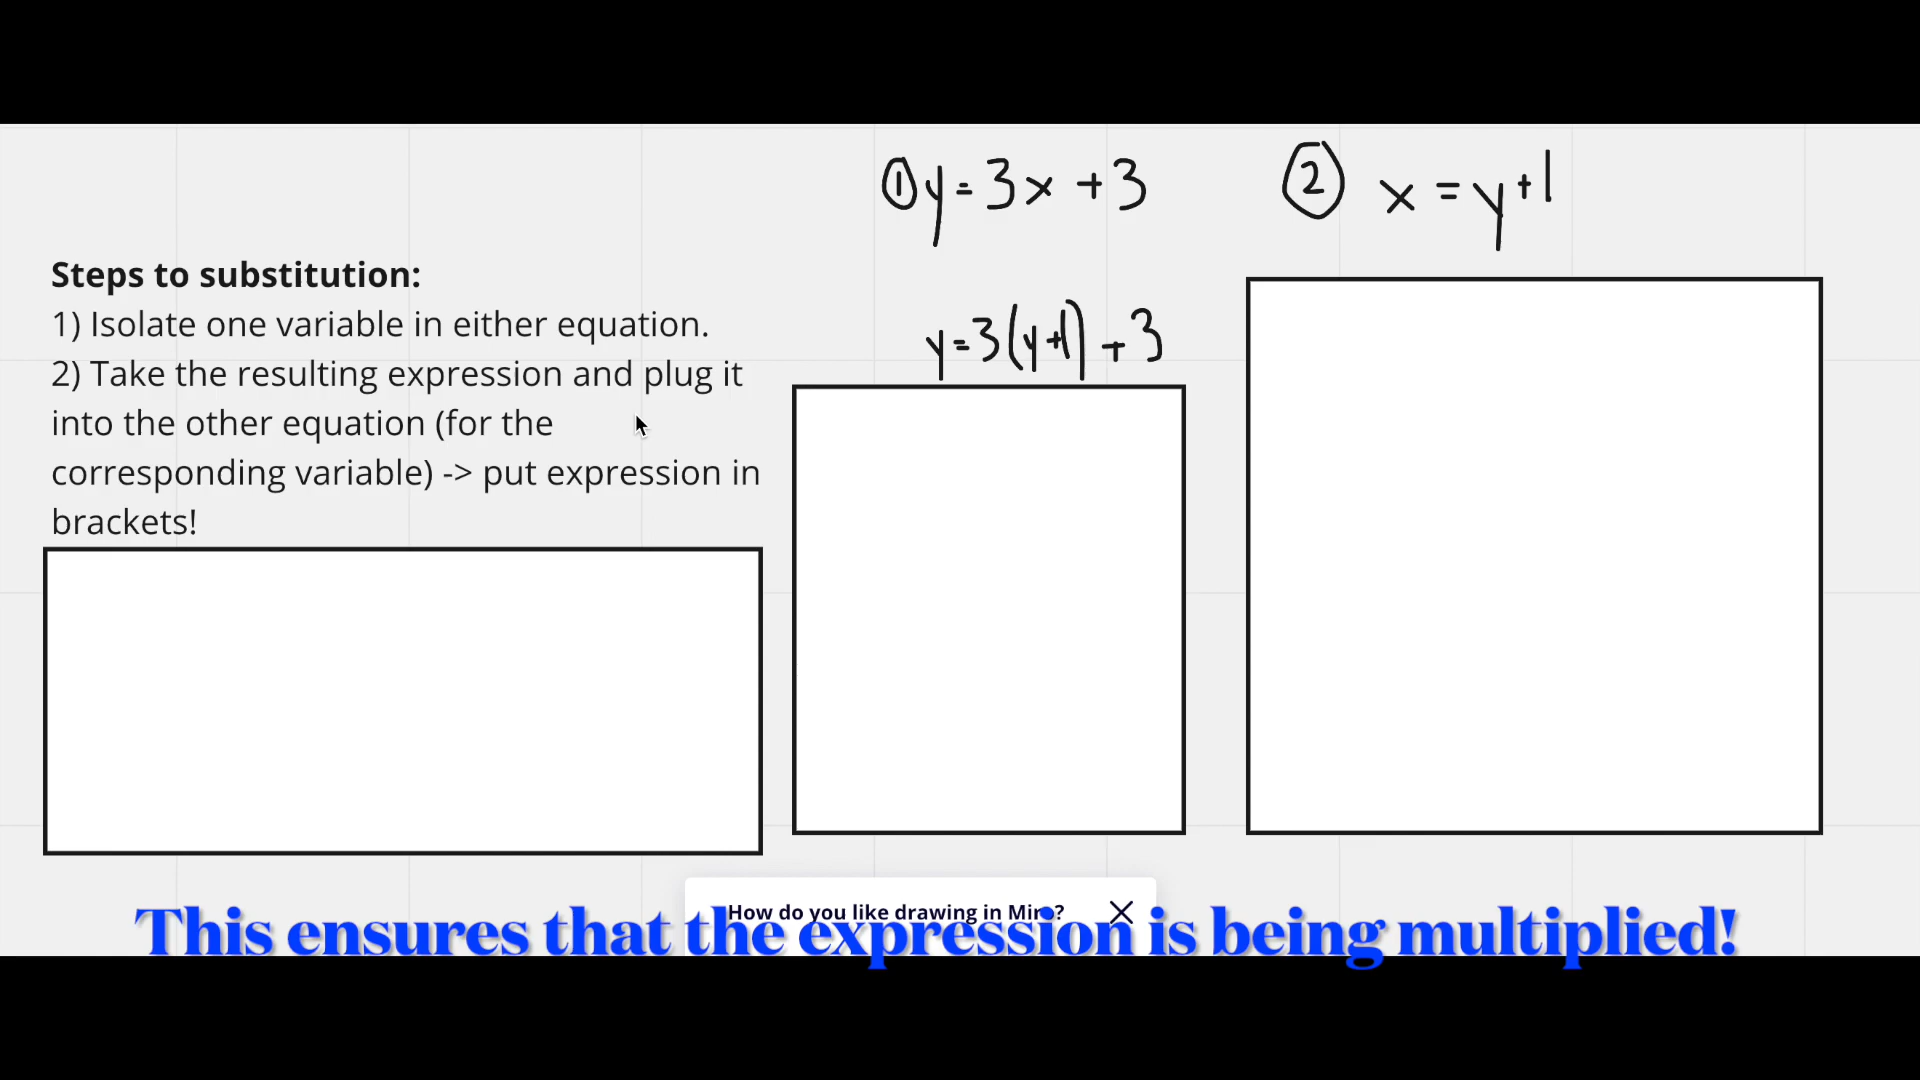 ① y = 3x + 3
② x = y + 1
Steps to substitution:
1) Isolate one variable in either equation.
2) Take the resulting expression and plug it
into the other equation (for the
corresponding variable) -> put expression in
brackets!
y = 3(y+1) + 3
How do you like drawing in Miro?
This ensures that the expression is being multiplied!